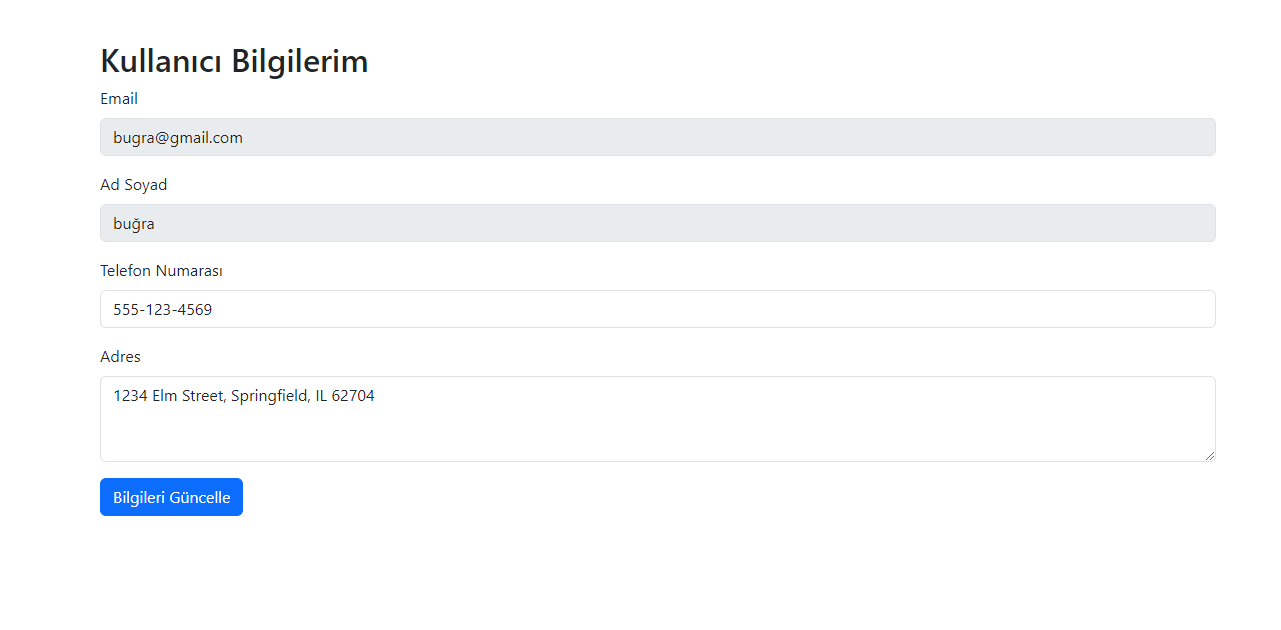 Kullanıcı Bilgilerim
Email
bugra@gmail.com
Ad Soyad
buğra
Telefon Numarası
555-123-4569
Adres
1234 Elm Street, Springfield, IL 62704
Bilgileri Güncelle